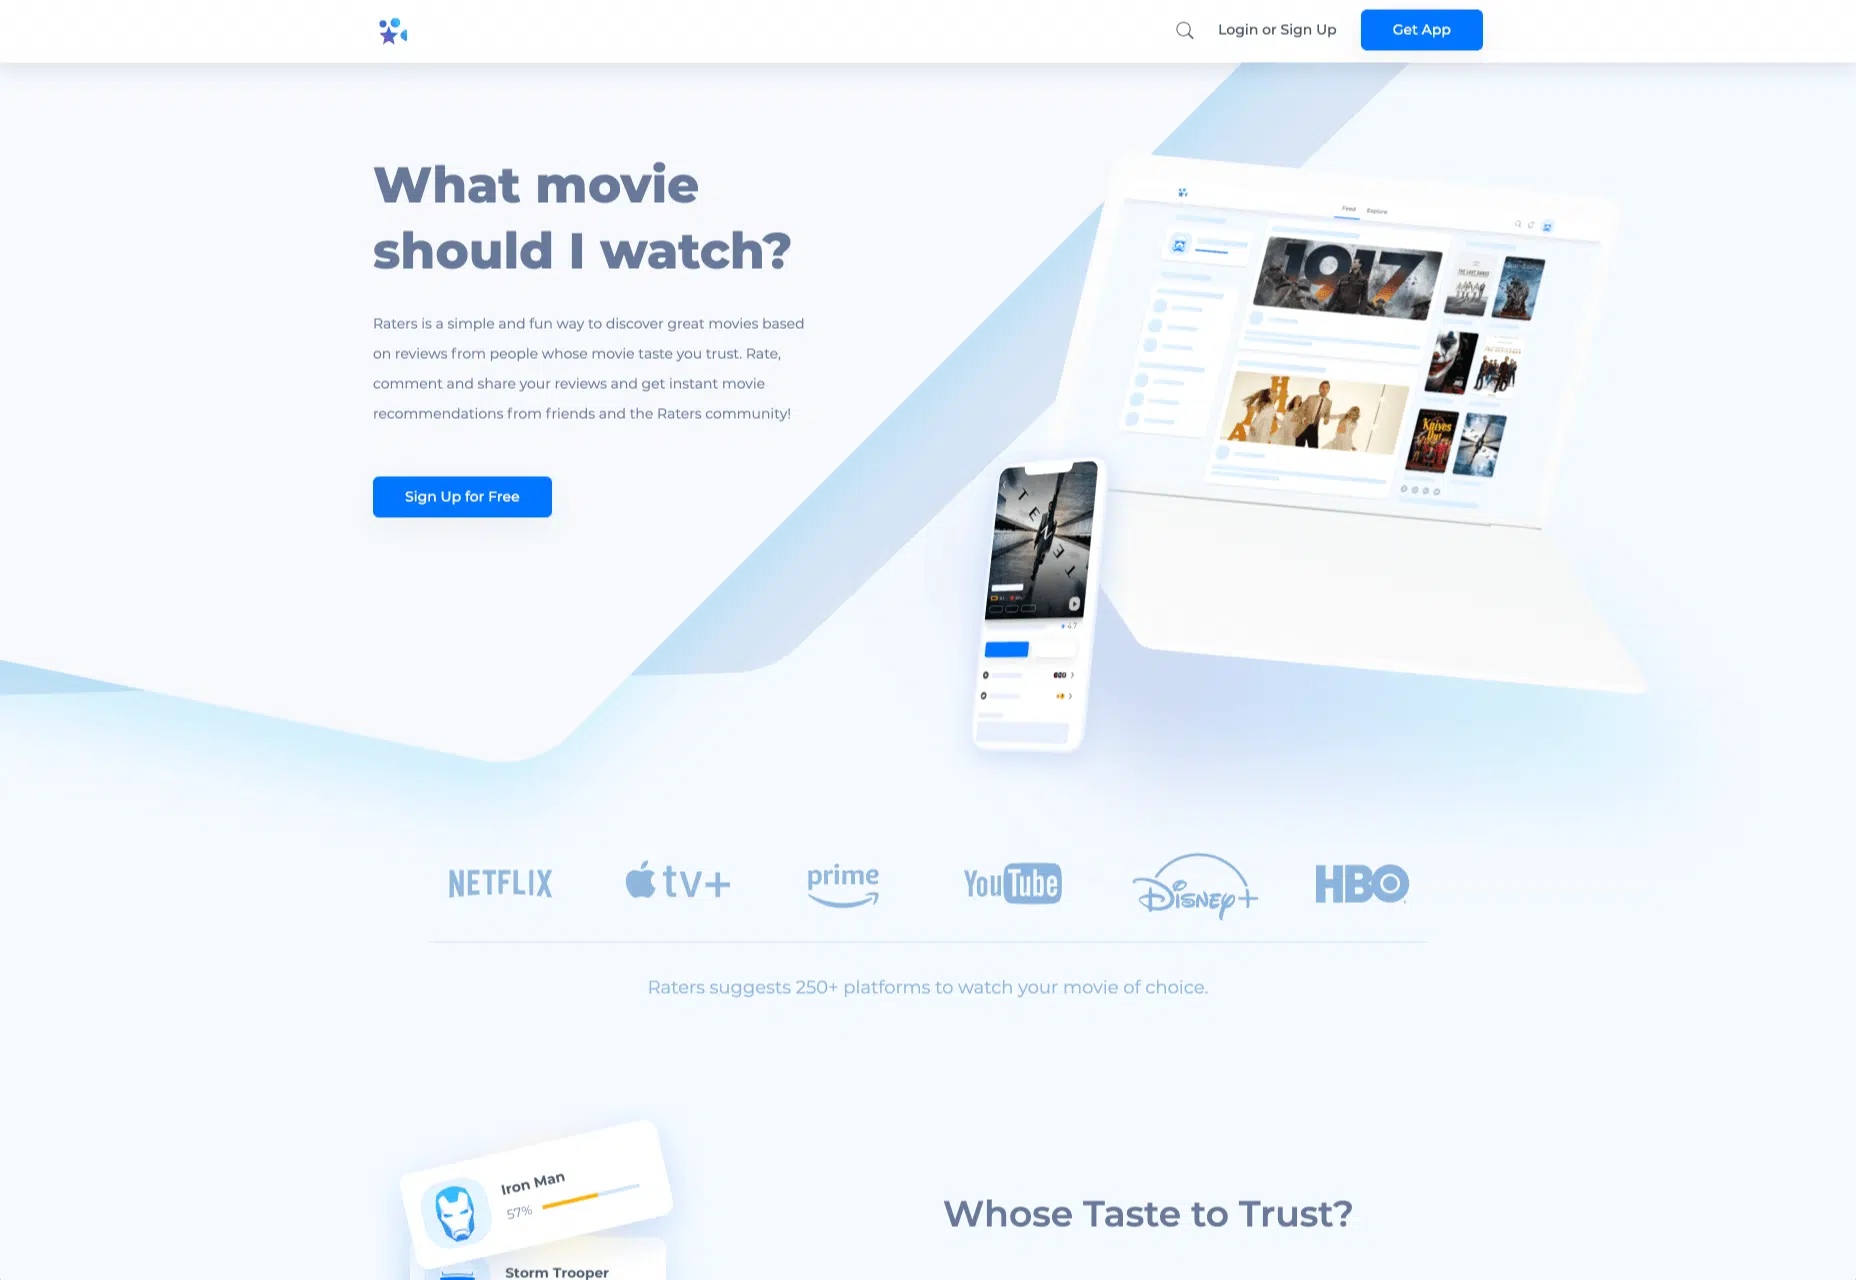 Login or Sign Up
Get App
What movie
should I watch?
Raters is a simple and fun way to discover great movies based
on reviews from people whose movie taste you trust. Rate,
comment and share your reviews and get instant movie
recommendations from friends and the Raters community!
Sign Up for Free
Feed Explore
1917
Knives
Out
TENET
4.7
NETFLIX
tv+
prime
YouTube
Disney+
HBO
Raters suggests 250+ platforms to watch your movie of choice.
Iron Man
57%
Whose Taste to Trust?
Storm Trooper